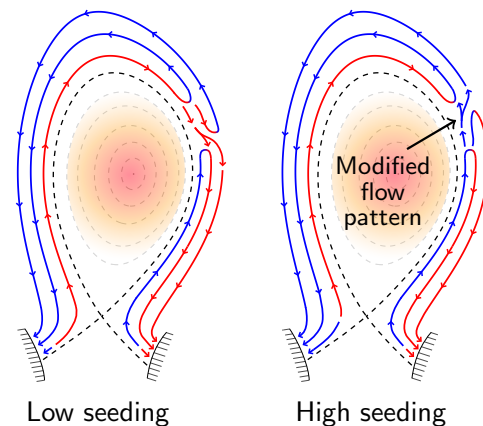 Modified
flow
pattern
Low seeding
High seeding